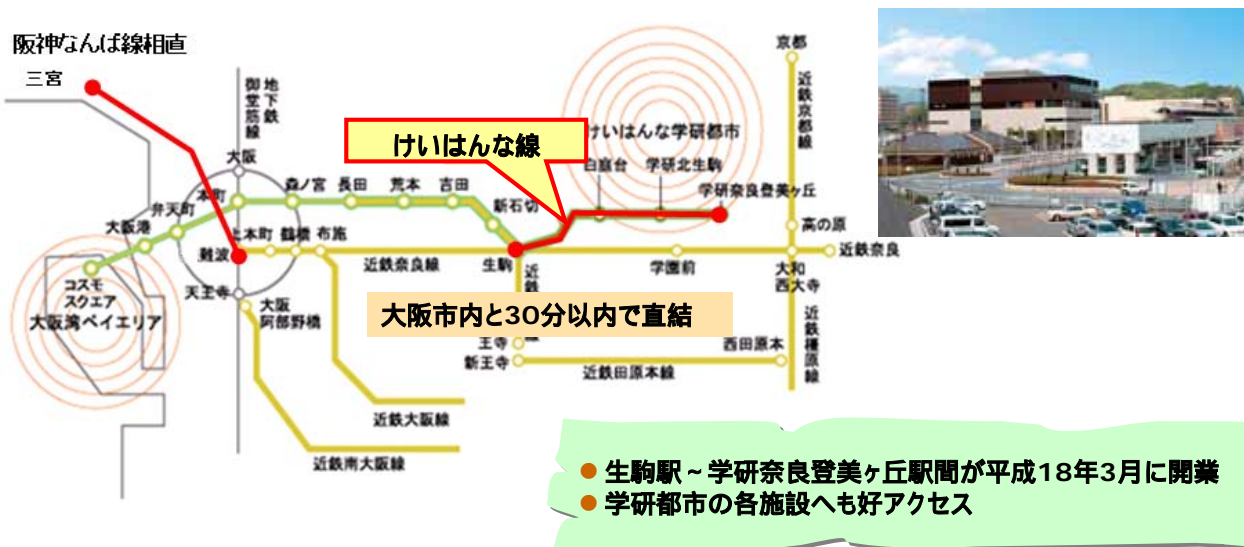 阪神なんば線相直
三宮
地下鉄
御堂筋線
京都
近鉄京都線
けいはんな学研都市
けいはんな線
大阪
白庭台
学研北生駒
学研奈良登美ヶ丘
本町
森ノ宮
長田
荒本
吉田
新石切
弁天町
大阪港
上本町
鶴橋
布施
難波
近鉄奈良線
生駒
学園前
高の原
近鉄奈良
大和
西大寺
コスモ
スクエア
大阪湾ベイエリア
天王寺
大阪
阿部野橋
近鉄
線
大阪市内と30分以内で直結
王寺
新王寺
西田原本
近鉄田原本線
近鉄橿原線
近鉄大阪線
近鉄南大阪線
● 生駒駅～学研奈良登美ヶ丘駅間が平成18年3月に開業
● 学研都市の各施設へも好アクセス